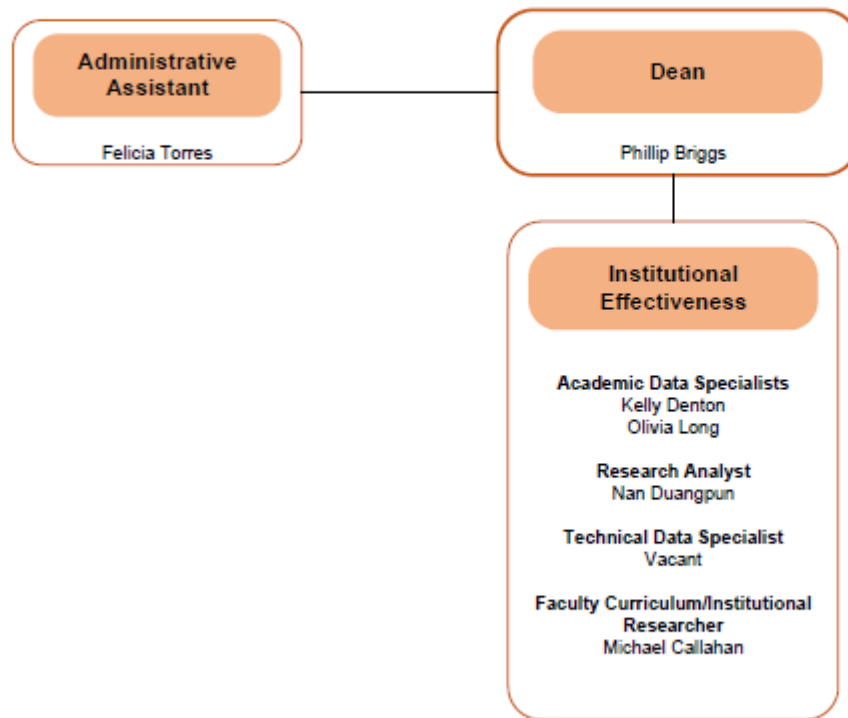 Administrative
Assistant
Felicia Torres
Dean
Phillip Briggs
Institutional
Effectiveness
Academic Data Specialists
Kelly Denton
Olivia Long
Research Analyst
Nan Duangpun
Technical Data Specialist
Vacant
Faculty Curriculum/Institutional
Researcher
Michael Callahan